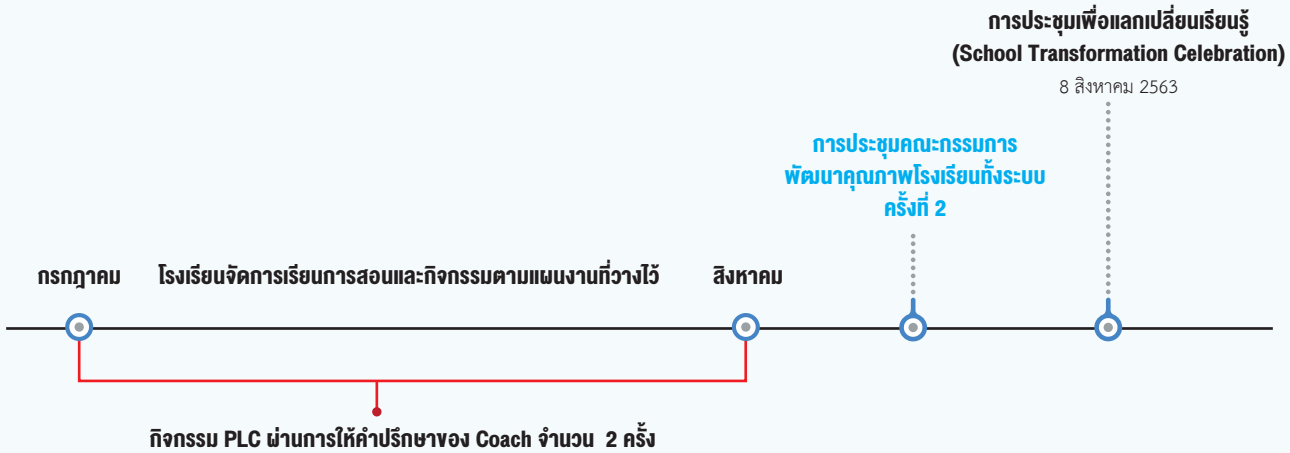 การประชุมเพื่อแลกเปลี่ยนเรียนรู้
(School Transformation Celebration)
8 สิงหาคม 2563
การประชุมคณะกรรมการ
พัฒนาคุณภาพโรงเรียนทั้งระบบ
ครั้งที่ 2
กรกฎาคม โรงเรียนจัดการเรียนการสอนและกิจกรรมตามแผนงานที่วางไว้ สิงหาคม
กิจกรรม PLC ผ่านการให้คำปรึกษาของ Coach จำนวน 2 ครั้ง